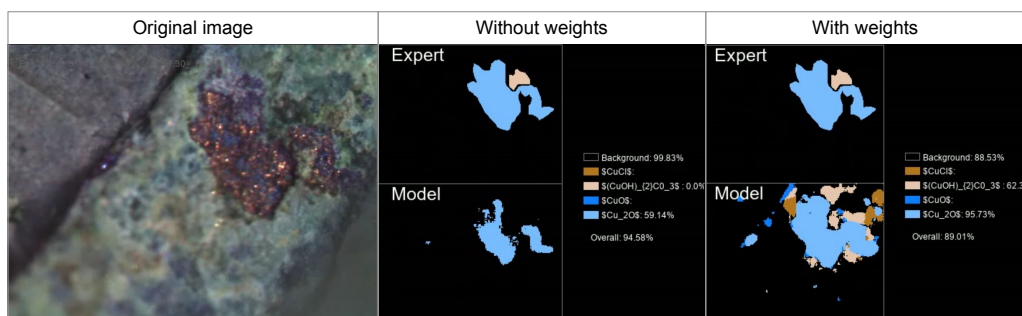 Original image
Without weights
With weights
Expert
Background: 99.83%
$CuCl$:
$(CuOH)_{2}C0_3$ : 0.0%
$CuO$:
$Cu_2O$: 59.14%
Overall: 94.58%
Model
Expert
Background: 88.53%
$CuCl$:
$(CuOH)_{2}C0_3$ : 62.3
$CuO$:
$Cu_2O$: 95.73%
Overall: 89.01%
Model